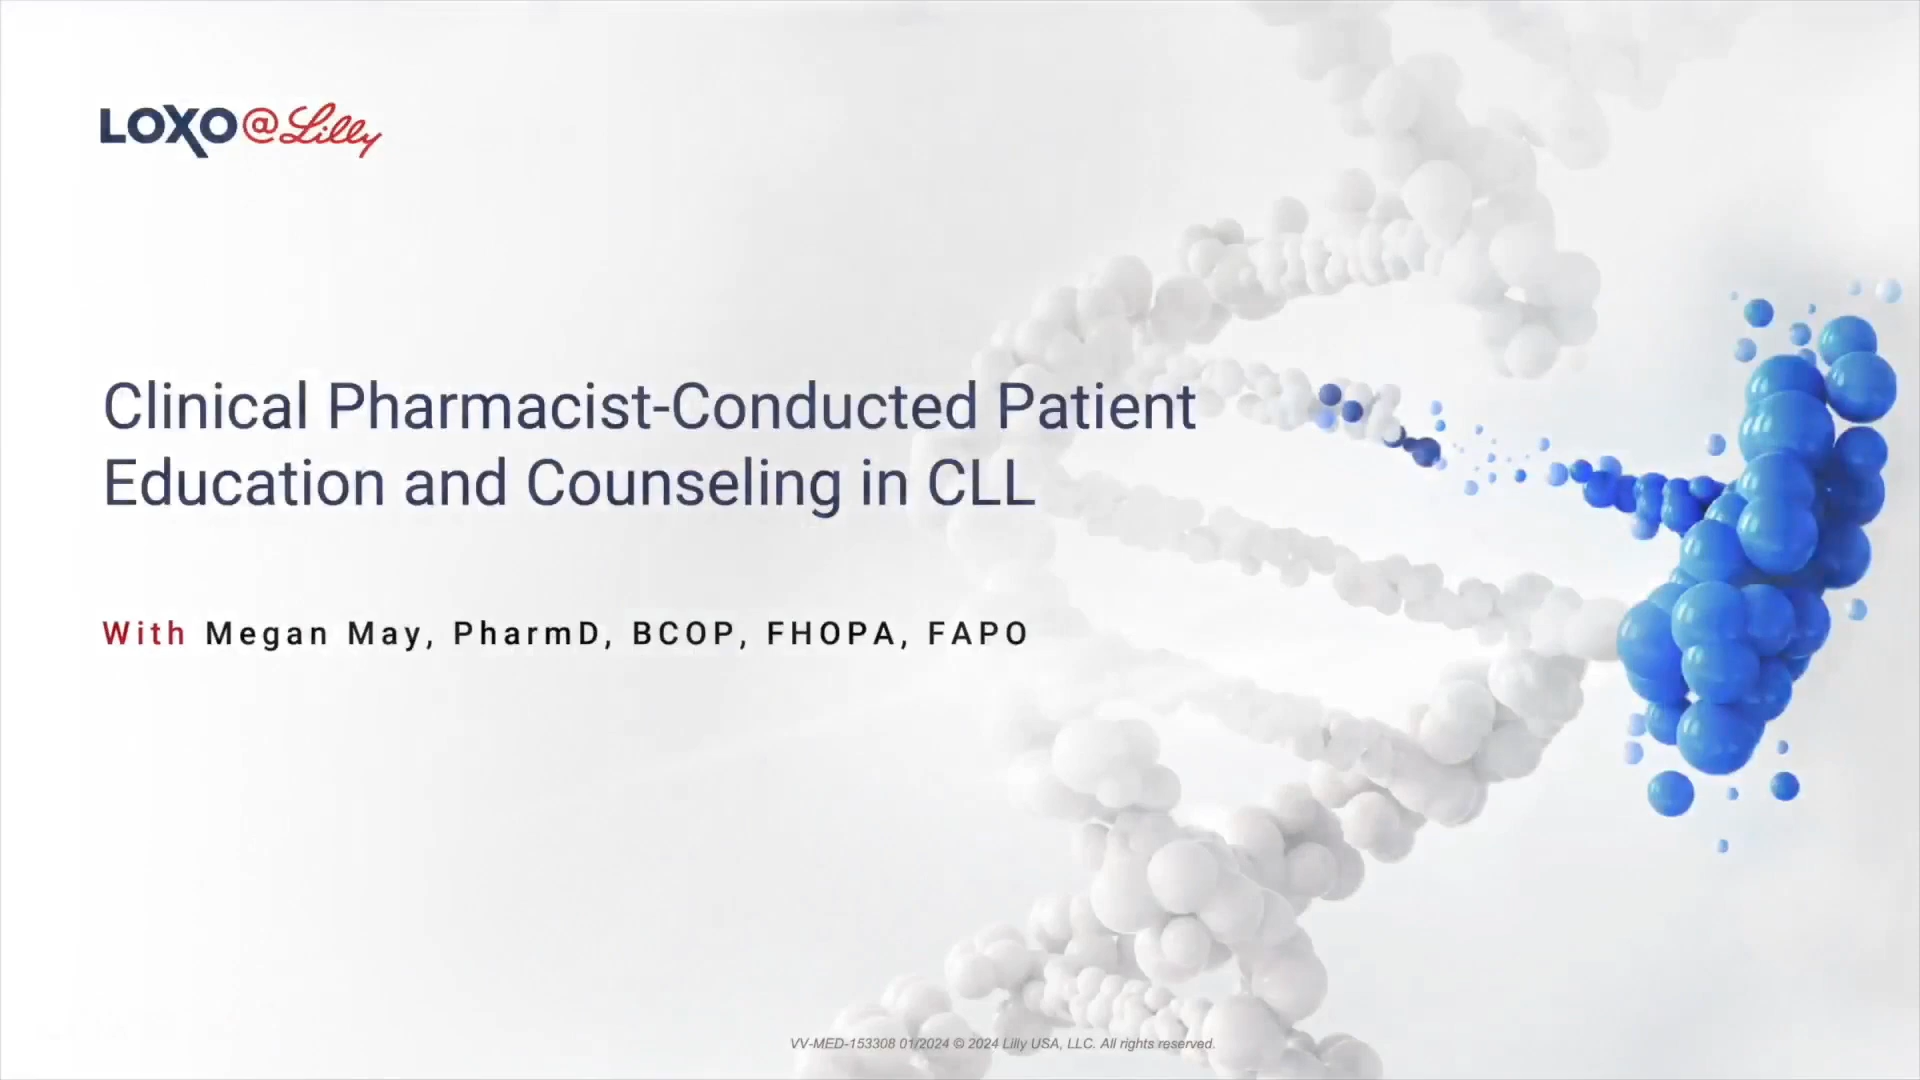 LOXO@Lilly
Clinical Pharmacist-Conducted Patient
Education and Counseling in CLL
With Megan May, PharmD, BCOP, FHOPA, FAPO
VV-MED-153308 01/2024 © 2024 Lilly USA, LLC. All rights reserved.